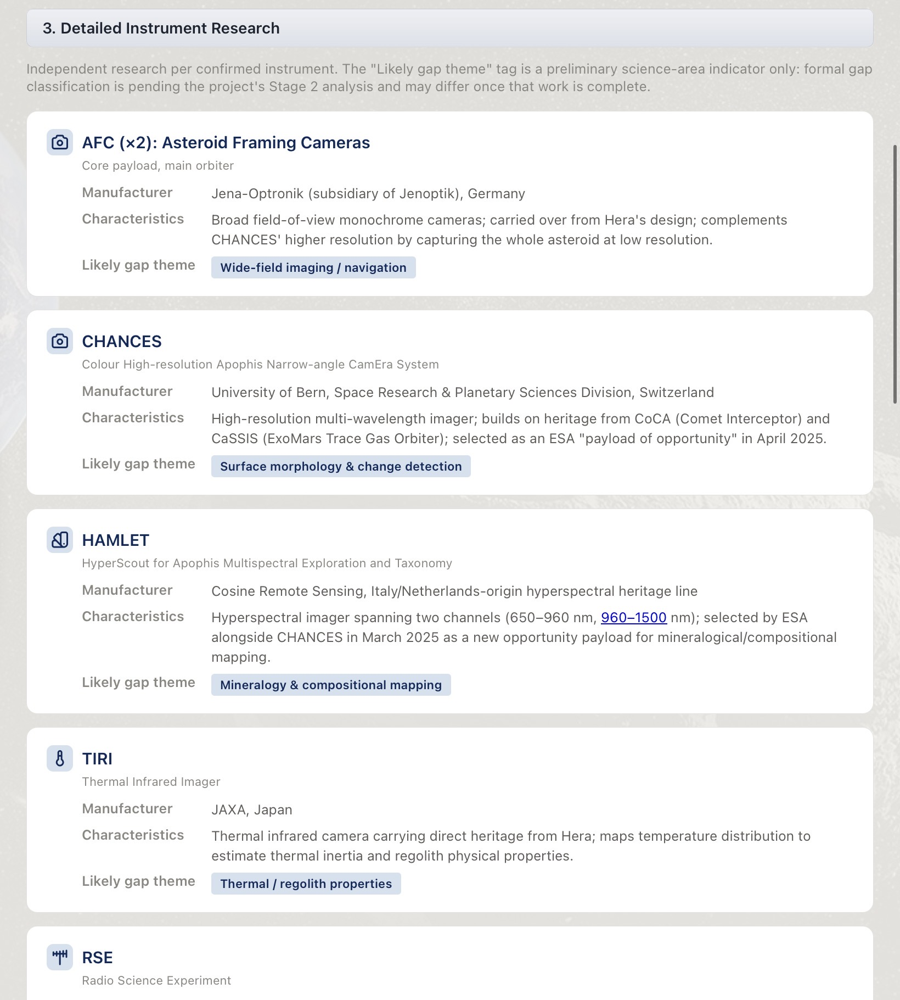 3. Detailed Instrument Research
Independent research per confirmed instrument. The "Likely gap theme" tag is a preliminary science-area indicator only: formal gap
classification is pending the project's Stage 2 analysis and may differ once that work is complete.
AFC (×2): Asteroid Framing Cameras
Core payload, main orbiter
Manufacturer Jena-Optronik (subsidiary of Jenoptik), Germany
Characteristics Broad field-of-view monochrome cameras; carried over from Hera's design; complements
CHANCES' higher resolution by capturing the whole asteroid at low resolution.
Likely gap theme Wide-field imaging / navigation
CHANCES
Colour High-resolution Apophis Narrow-angle CamEra System
Manufacturer University of Bern, Space Research & Planetary Sciences Division, Switzerland
Characteristics High-resolution multi-wavelength imager; builds on heritage from CoCA (Comet Interceptor) and
CaSSIS (ExoMars Trace Gas Orbiter); selected as an ESA "payload of opportunity" in April 2025.
Likely gap theme Surface morphology & change detection
HAMLET
HyperScout for Apophis Multispectral Exploration and Taxonomy
Manufacturer Cosine Remote Sensing, Italy/Netherlands-origin hyperspectral heritage line
Characteristics Hyperspectral imager spanning two channels (650–960 nm, 960–1500 nm); selected by ESA
alongside CHANCES in March 2025 as a new opportunity payload for mineralogical/compositional
mapping.
Likely gap theme Mineralogy & compositional mapping
TIRI
Thermal Infrared Imager
Manufacturer JAXA, Japan
Characteristics Thermal infrared camera carrying direct heritage from Hera; maps temperature distribution to
estimate thermal inertia and regolith physical properties.
Likely gap theme Thermal / regolith properties
RSE
Radio Science Experiment